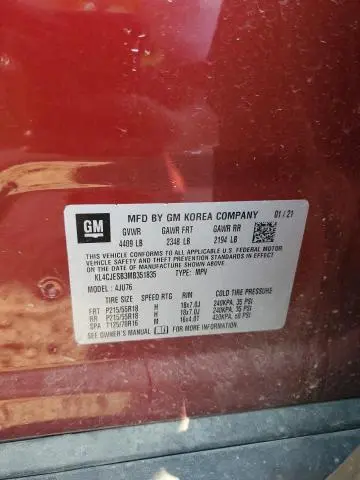 GM
MFD BY GM KOREA COMPANY 01/21
GVWR GAWR FRT GAWR RR
4409 LB 2348 LB 2194 LB
THIS VEHICLE CONFORMS TO ALL APPLICABLE U.S. FEDERAL MOTOR
VEHICLE SAFETY, BUMPER, AND THEFT PREVENTION STANDARDS IN
EFFECT ON THE DATE OF MANUFACTURE SHOWN ABOVE.
KL4CJESB3MB351835 TYPE: MPV
MODEL: 4JU76
TIRE SIZE SPEED RTG RIM COLD TIRE PRESSURE
FRT P215/55R18 H 18x7.0J 240KPA, 35 PSI
RR P215/55R18 H 18x7.0J 240KPA, 35 PSI
SPA T125/70R16 M 16x4.0T 420KPA, 60 PSI
SEE OWNER'S MANUAL FOR MORE INFORMATION.